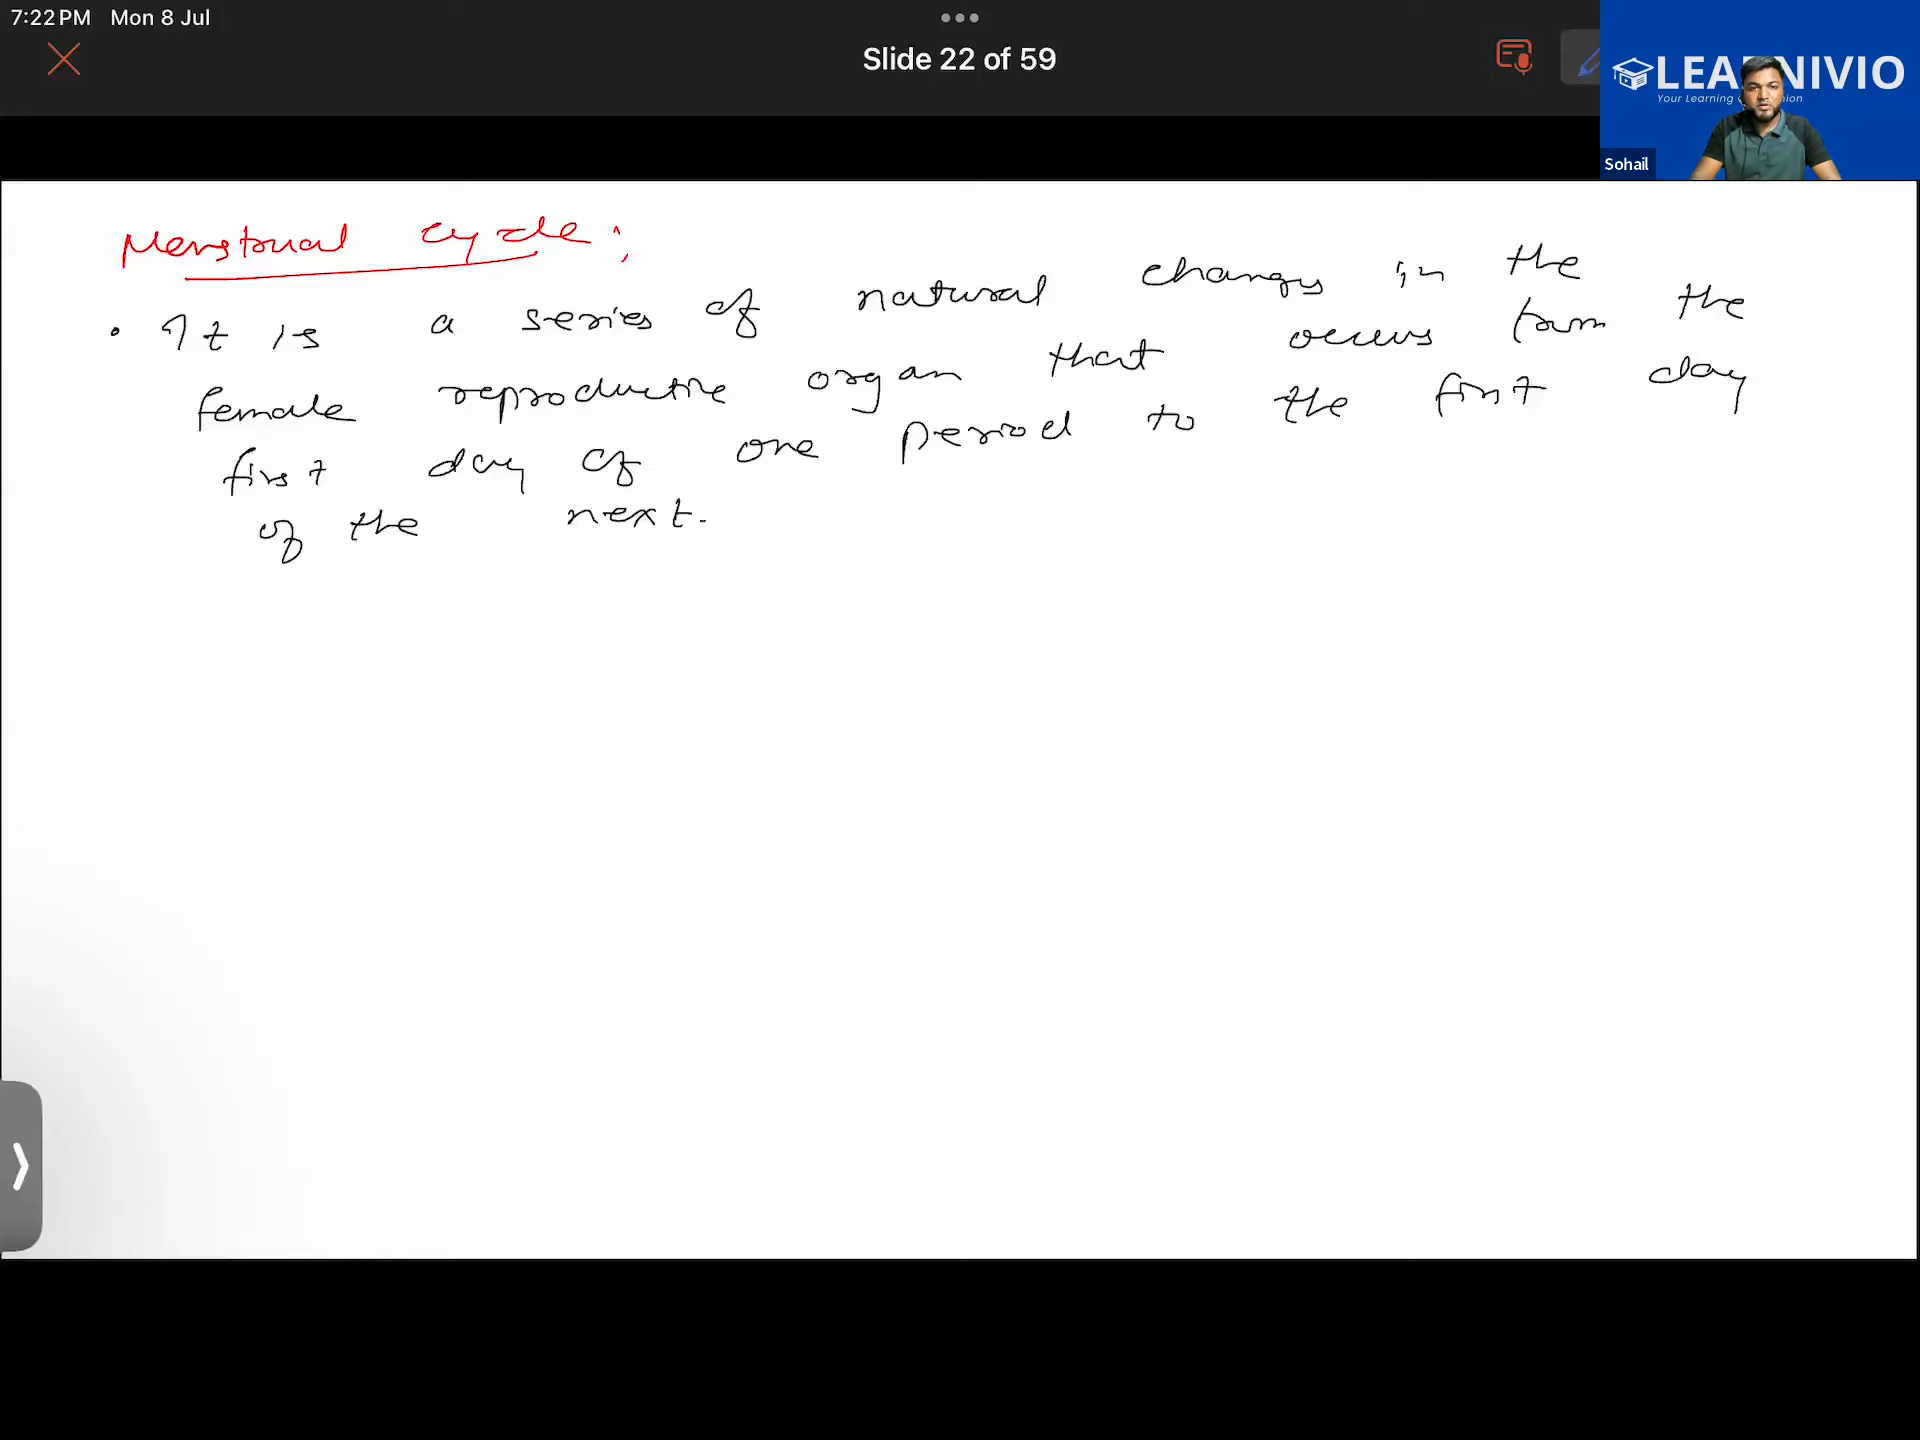 7:22 PM Mon 8 Jul
Slide 22 of 59
LEARNIVIO
Your Learning
Sohail
Menstrual cycle :
• It is a series of natural changes in the
female reproductive organ that occurs from the
first day of one period to the first day
of the next.